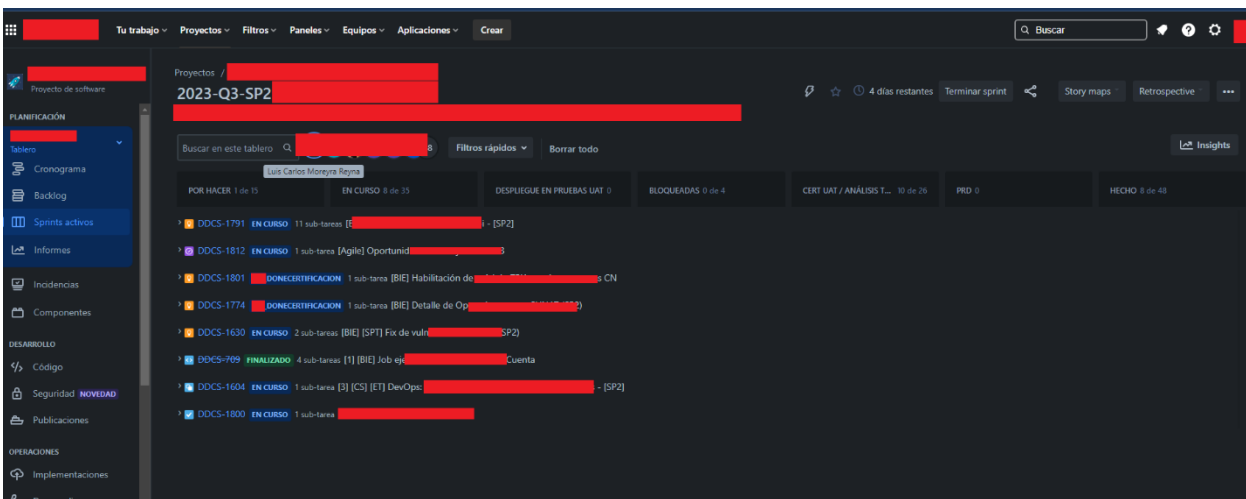 Tu trabajo Proyectos Filtros Paneles Equipos Aplicaciones Crear Buscar
Proyectos /
Proyecto de software
2023-Q3-SP2
4 días restantes Terminar sprint Story maps Retrospective
PLANIFICACIÓN
Tablero
Buscar en este tablero 8 Filtros rápidos Borrar todo Insights
Luis Carlos Moreyra Reyna
Cronograma
Backlog
Sprints activos
Informes
Incidencias
Componentes
DESARROLLO
Código
Seguridad NOVEDAD
Publicaciones
OPERACIONES
Implementaciones
POR HACER 1 de 15 EN CURSO 8 de 35 DESPLIEGUE EN PRUEBAS UAT 0 BLOQUEADAS 0 de 4 CERT UAT / ANÁLISIS T... 10 de 26 PRD 0 HECHO 8 de 48
DDCS-1791 EN CURSO 11 sub-tareas - [SP2]
DDCS-1812 EN CURSO 1 sub-tarea [Agile] Oportunid
DDCS-1801 DONECERTIFICACION 1 sub-tarea [BIE] Habilitación de s CN
DDCS-1774 DONECERTIFICACION 1 sub-tarea [BIE] Detalle de Op
DDCS-1630 EN CURSO 2 sub-tareas [BIE] [SPT] Fix de vuln SP2)
DDCS-709 FINALIZADO 4 sub-tareas [1] [BIE] Job eje Cuenta
DDCS-1604 EN CURSO 1 sub-tarea [3] [CS] [ET] DevOps: - [SP2]
DDCS-1800 EN CURSO 1 sub-tarea